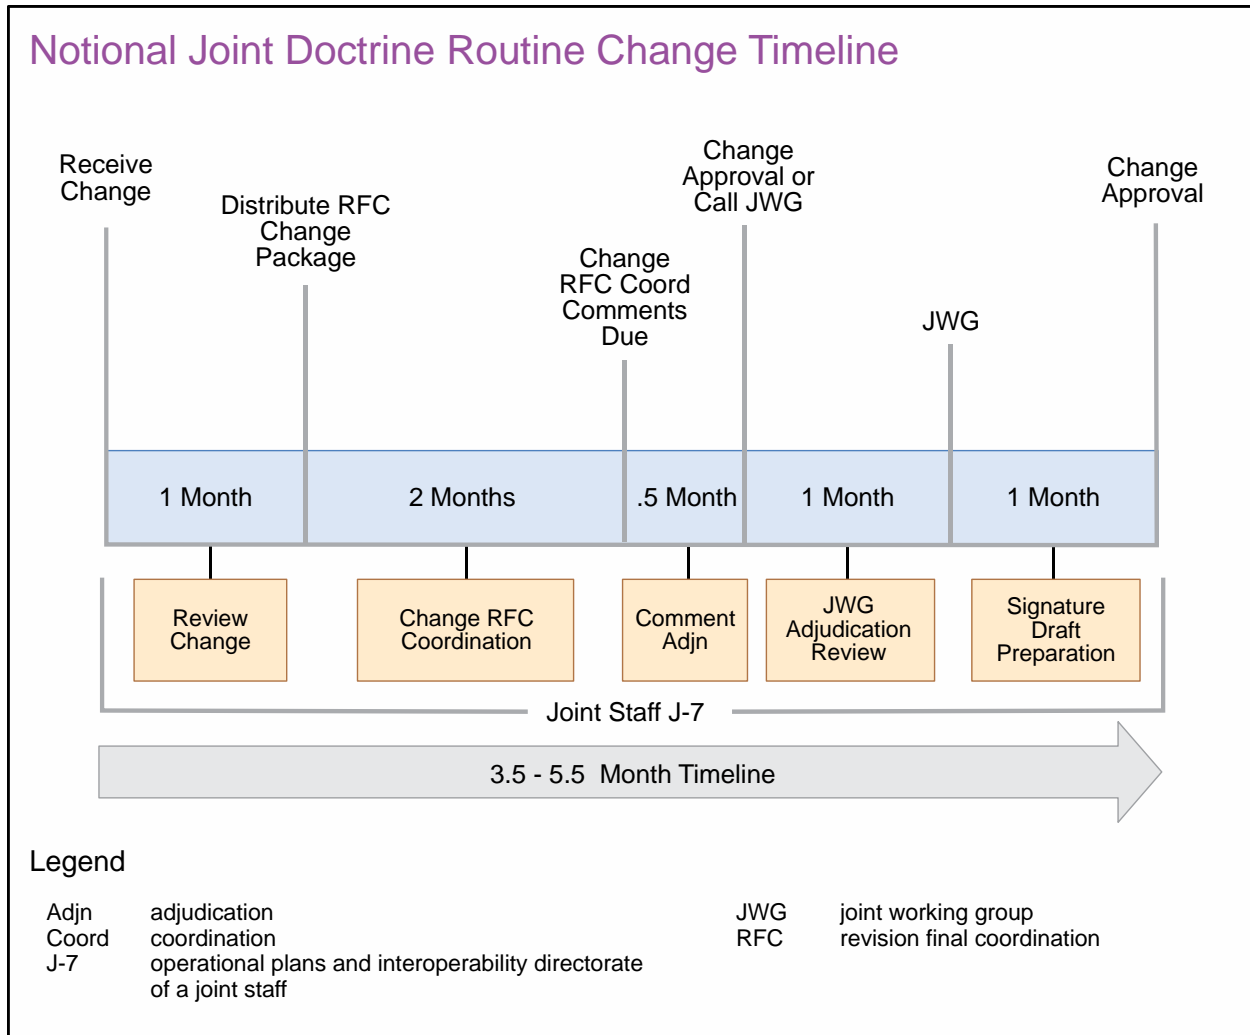 Notional Joint Doctrine Routine Change Timeline
Receive
Change
Distribute RFC
Change
Package
Change
RFC Coord
Comments
Due
Change
Approval or
Call JWG
JWG
Change
Approval
1 Month
2 Months
.5 Month
1 Month
1 Month
Review
Change
Change RFC
Coordination
Comment
Adjn
JWG
Adjudication
Review
Signature
Draft
Preparation
Joint Staff J-7
3.5 - 5.5 Month Timeline
Legend
Adjn adjudication
Coord coordination
J-7 operational plans and interoperability directorate
of a joint staff
JWG joint working group
RFC revision final coordination